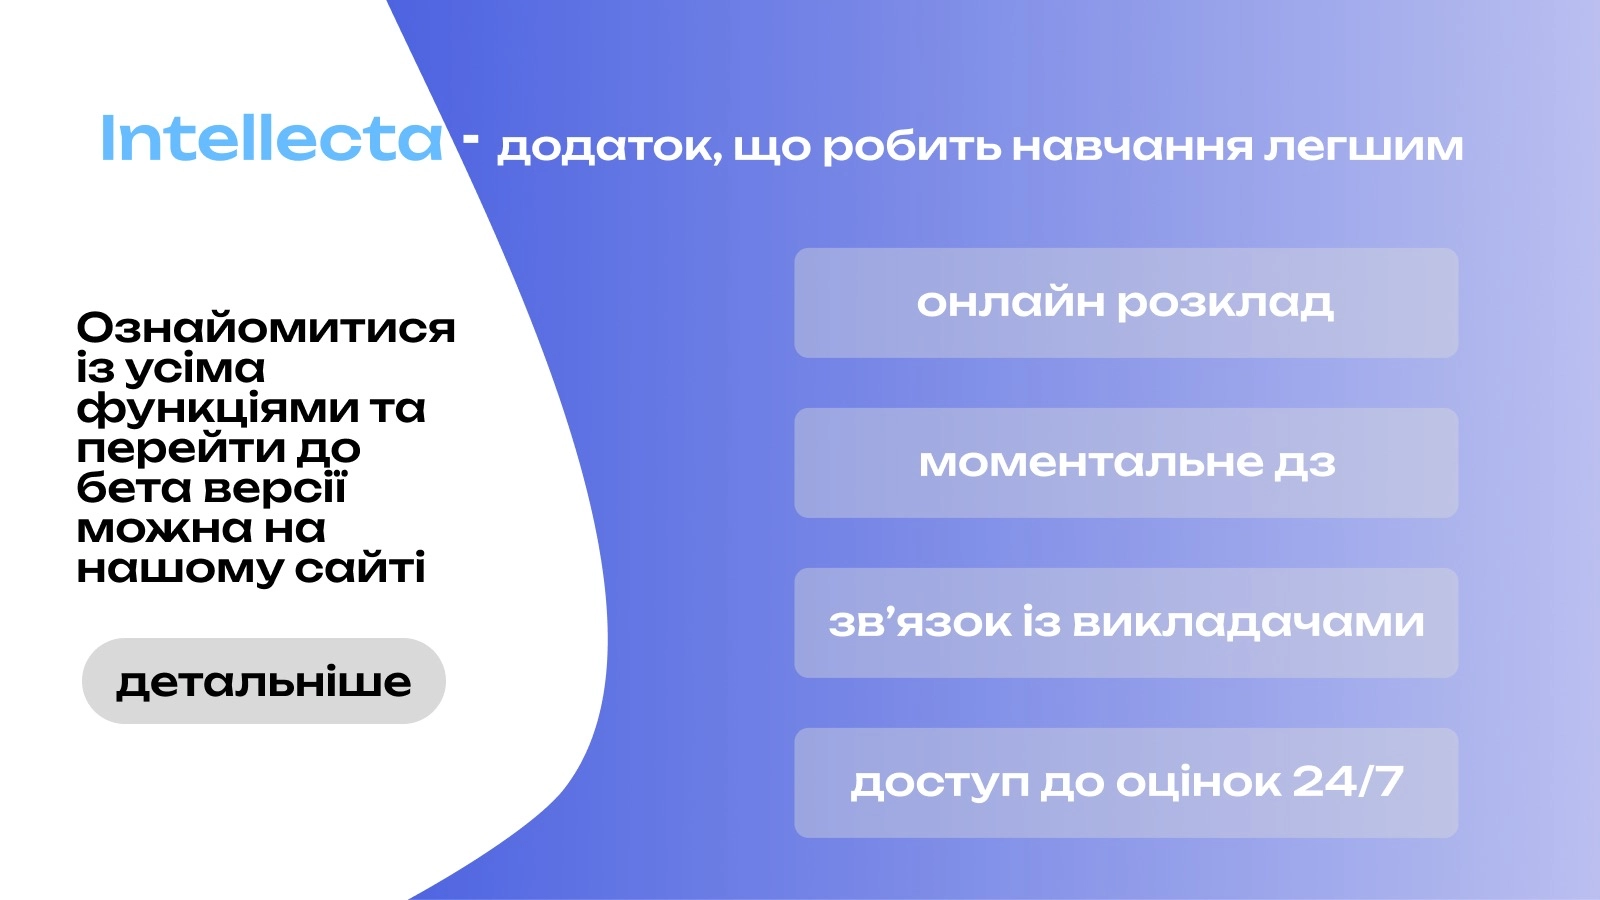 Intellecta - додаток, що робить навчання легшим
Ознайомитися
із усіма
функціями та
перейти до
бета версії
можна на
нашому сайті
детальніше
онлайн розклад
моментальне дз
зв’язок із викладачами
доступ до оцінок 24/7